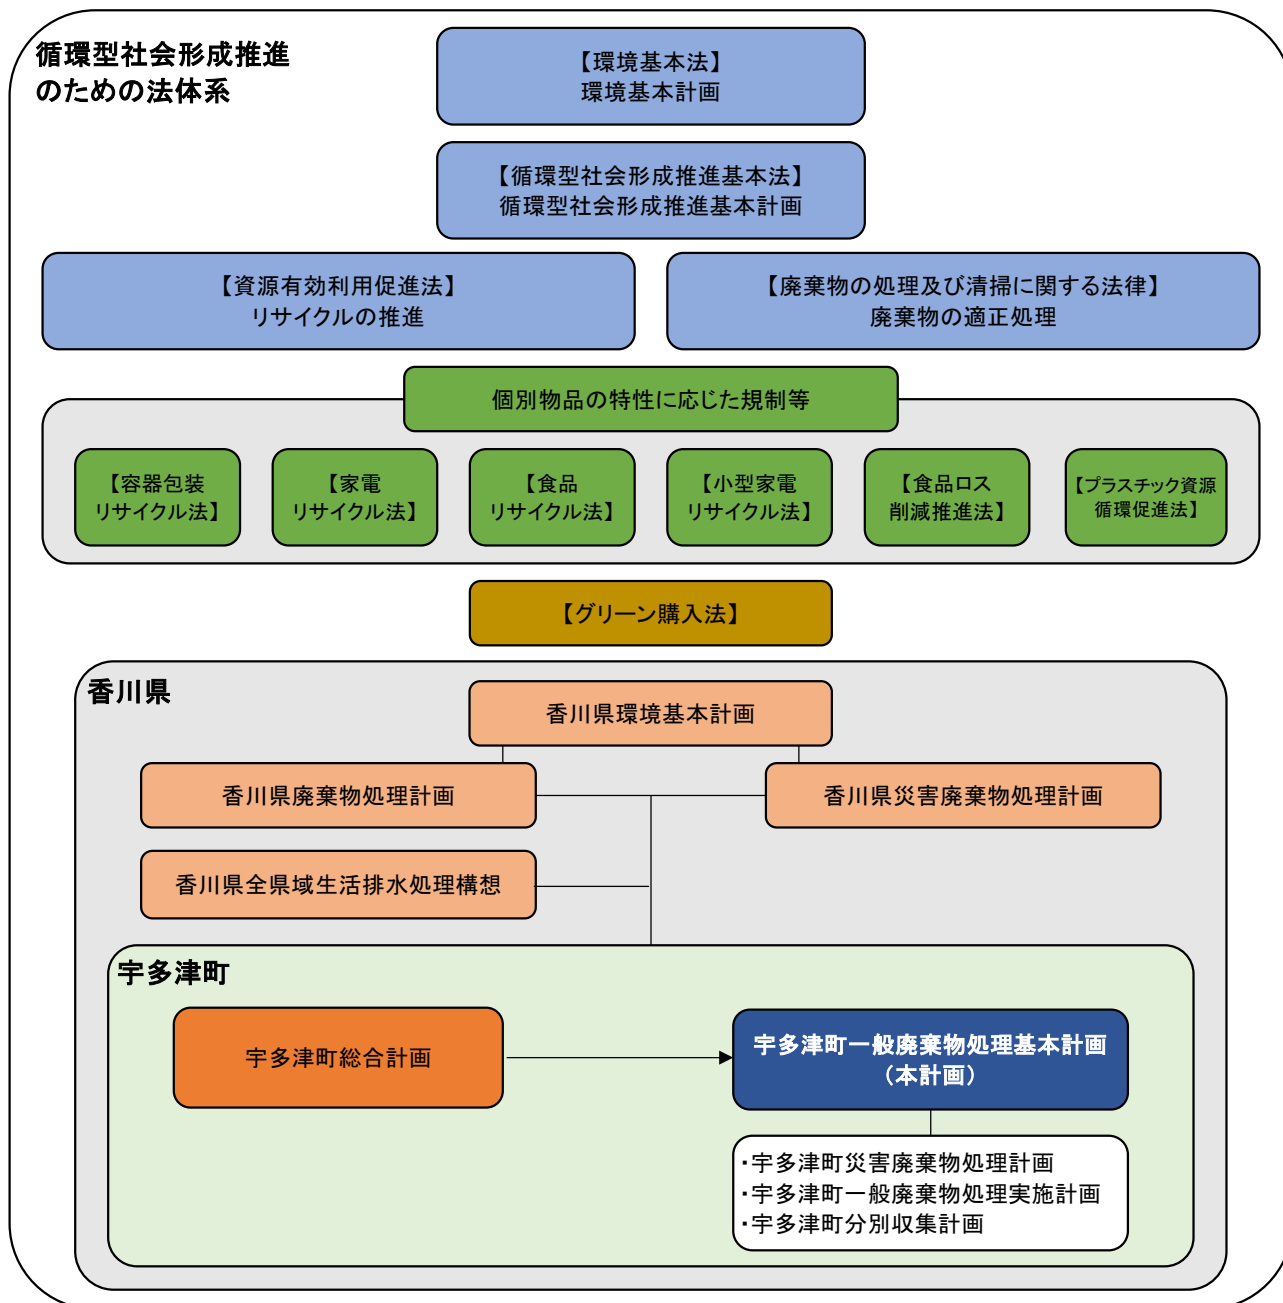 循環型社会形成推進
のための法体系
【環境基本法】
環境基本計画
【循環型社会形成推進基本法】
循環型社会形成推進基本計画
【資源有効利用促進法】
リサイクルの推進
【廃棄物の処理及び清掃に関する法律】
廃棄物の適正処理
個別物品の特性に応じた規制等
【容器包装
リサイクル法】
【家電
リサイクル法】
【食品
リサイクル法】
【小型家電
リサイクル法】
【食品ロス
削減推進法】
【プラスチック資源
循環促進法】
【グリーン購入法】
香川県
香川県環境基本計画
香川県廃棄物処理計画
香川県災害廃棄物処理計画
香川県全県域生活排水処理構想
宇多津町
宇多津町総合計画
宇多津町一般廃棄物処理基本計画
（本計画）
・宇多津町災害廃棄物処理計画
・宇多津町一般廃棄物処理実施計画
・宇多津町分別収集計画